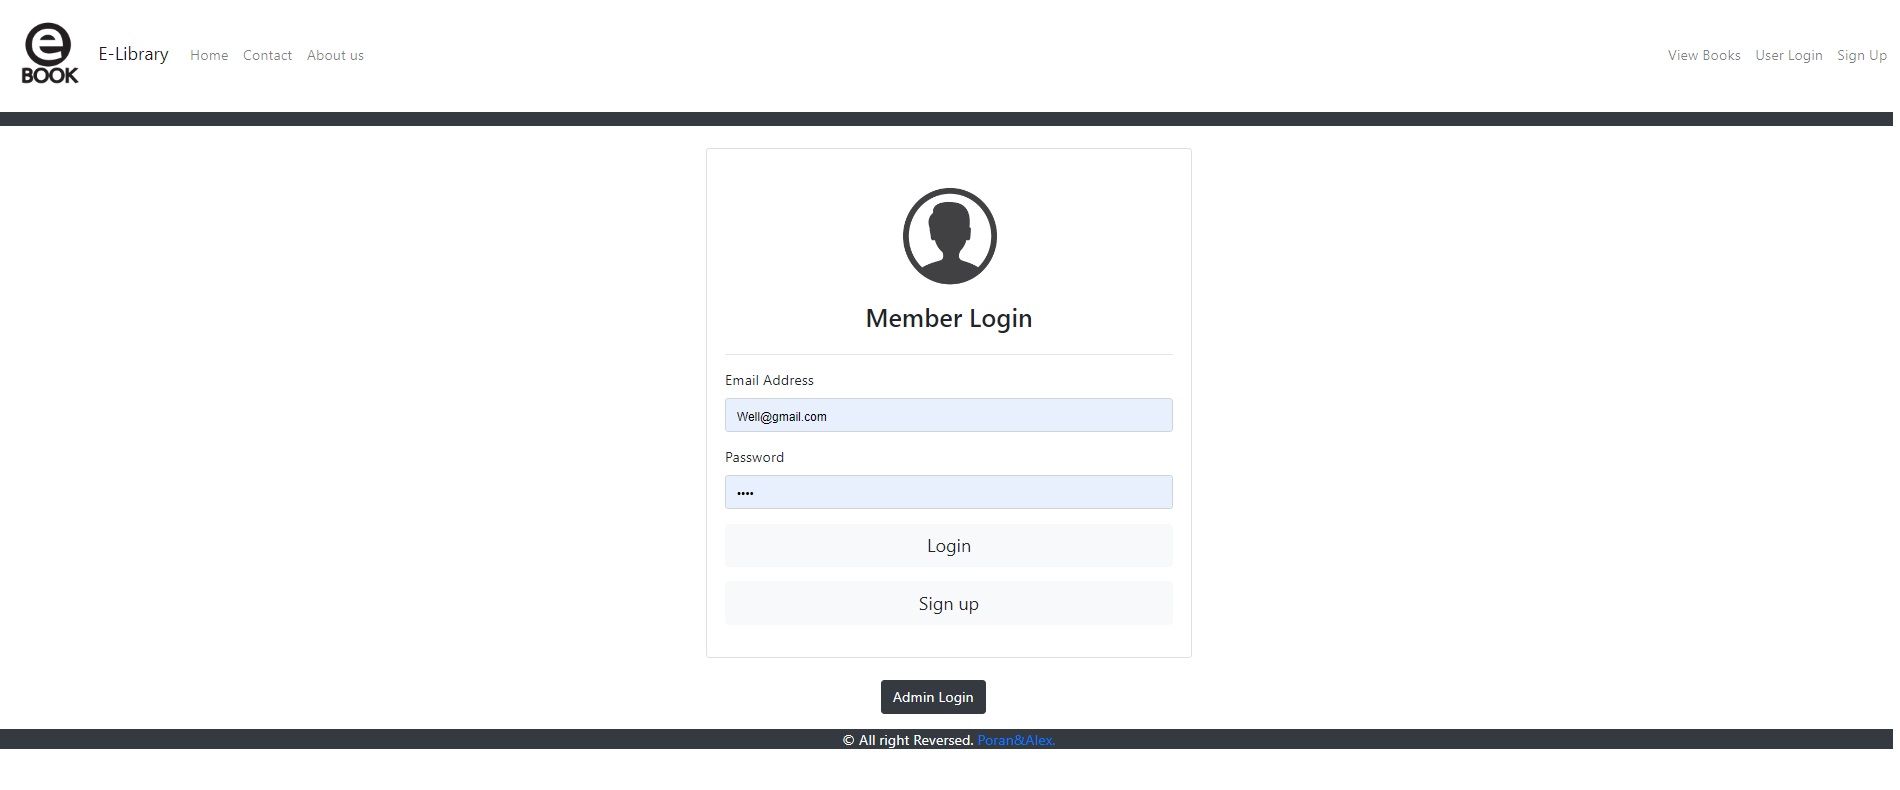 e
BOOK
E-Library Home Contact About us View Books User Login Sign Up
Member Login
Email Address
Well@gmail.com
Password
••••
Login
Sign up
Admin Login
© All right Reversed. Poran&Alex.